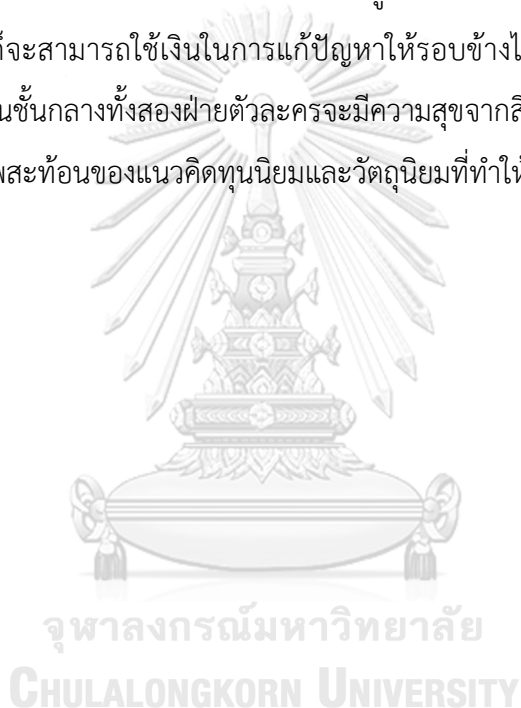 ก็จะสามารถใช้เงินในการแก้ปัญหาให้รอบข้างไ
นชั้นกลางทั้งสองฝ่ายตัวละครจะมีความสุขจากสิ
พสะท้อนของแนวคิดทุนนิยมและวัตถุนิยมที่ทำให้
จุฬาลงกรณ์มหาวิทยาลัย
CHULALONGKORN UNIVERSITY